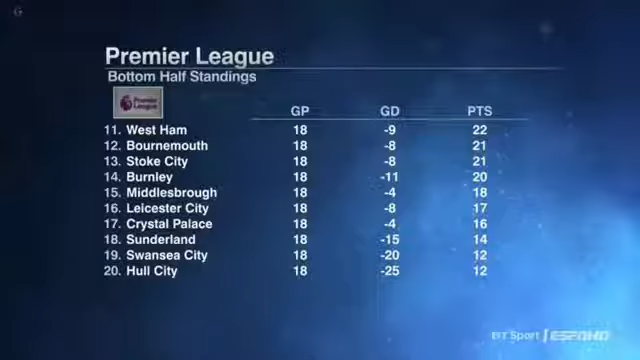 Premier League
Bottom Half Standings
Premier League
GP GD PTS
11. West Ham 18 -9 22
12. Bournemouth 18 -8 21
13. Stoke City 18 -8 21
14. Burnley 18 -11 20
15. Middlesbrough 18 -4 18
16. Leicester City 18 -8 17
17. Crystal Palace 18 -4 16
18. Sunderland 18 -15 14
19. Swansea City 18 -20 12
20. Hull City 18 -25 12
BT Sport ESPNHD